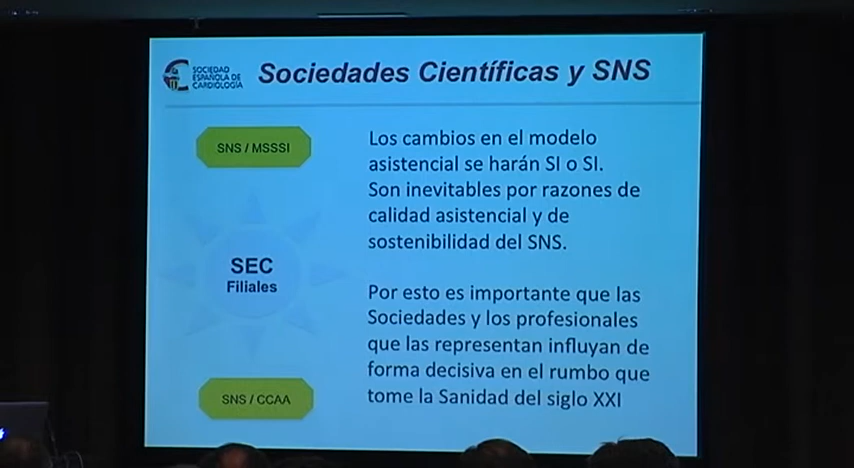 SOCIEDAD
ESPAÑOLA DE
CARDIOLOGÍA
Sociedades Científicas y SNS
SNS / MSSSI
SEC
Filiales
SNS / CCAA
Los cambios en el modelo
asistencial se harán SI o SI.
Son inevitables por razones de
calidad asistencial y de
sostenibilidad del SNS.
Por esto es importante que las
Sociedades y los profesionales
que las representan influyan de
forma decisiva en el rumbo que
tome la Sanidad del siglo XXI